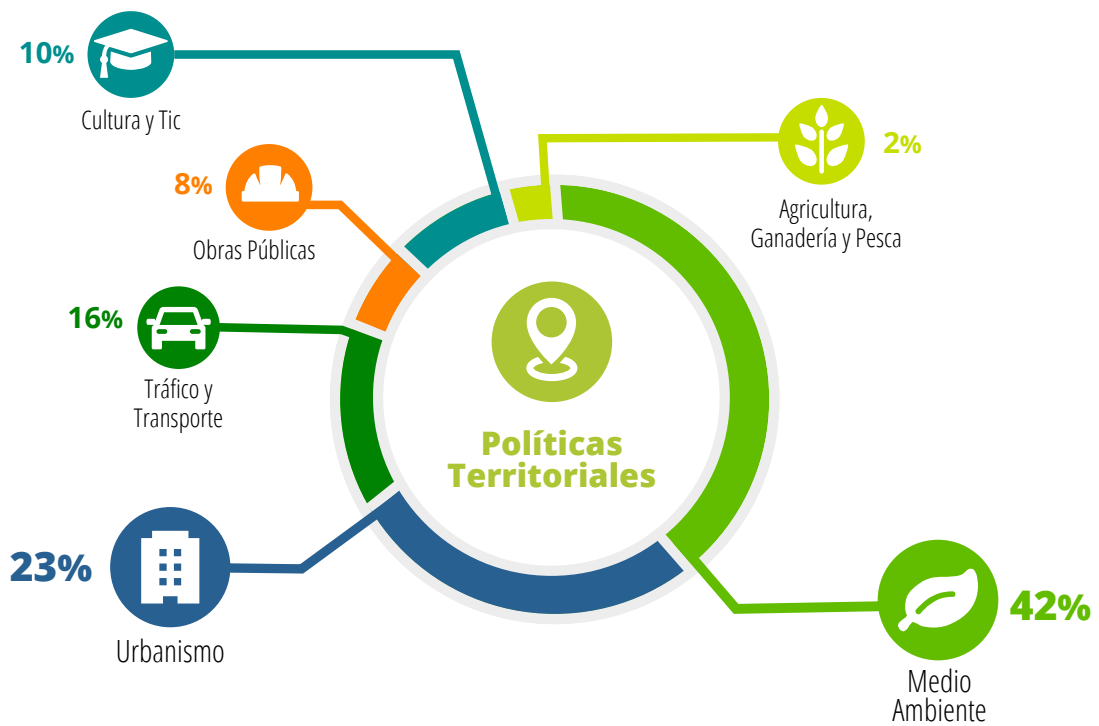 10%
Cultura y Tic
8%
Obras Públicas
16%
Tráfico y
Transporte
23%
Urbanismo
Políticas
Territoriales
2%
Agricultura,
Ganadería y Pesca
42%
Medio
Ambiente